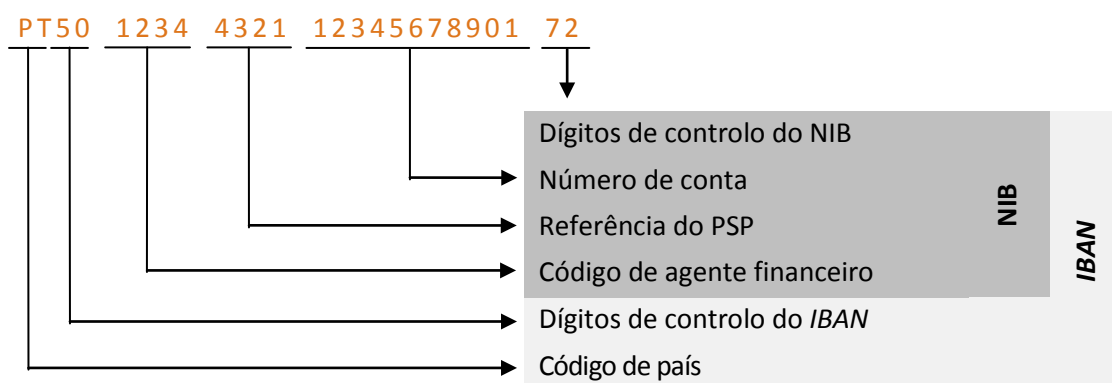 PT50 1234 4321 12345678901 72
Dígitos de controlo do NIB
Número de conta
Referência do PSP
Código de agente financeiro
Dígitos de controlo do IBAN
Código de país
NIB
IBAN